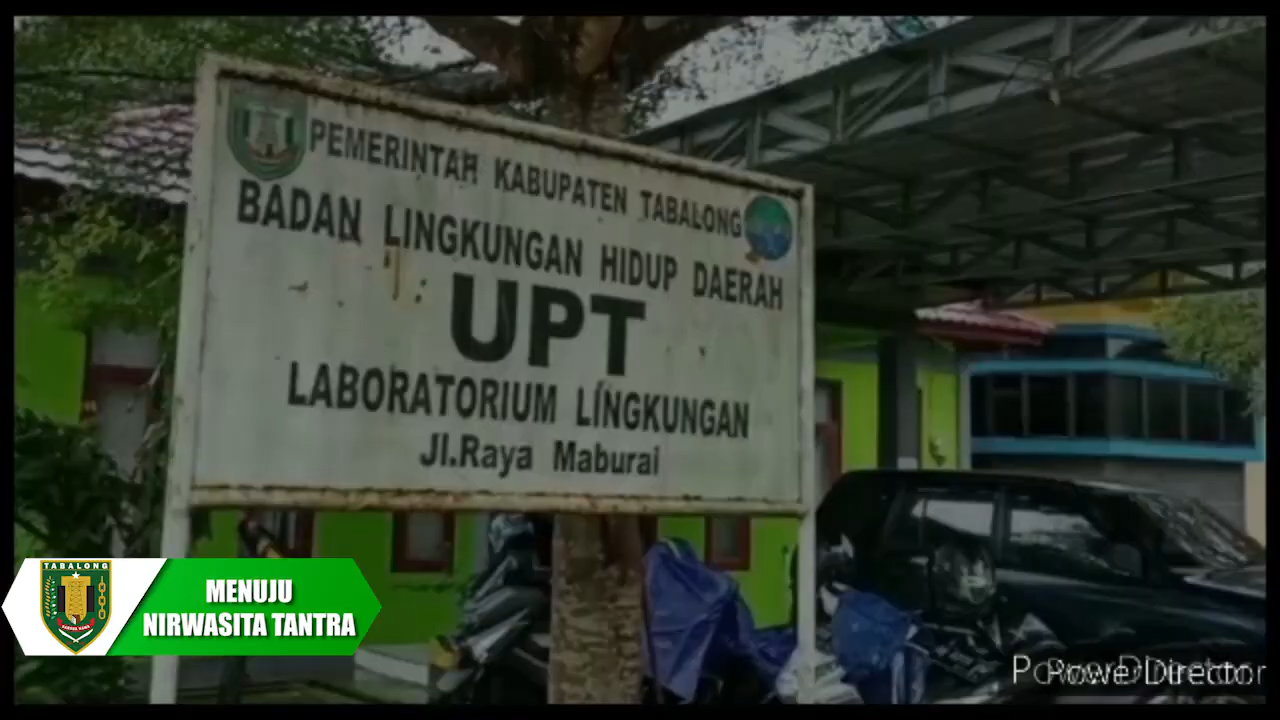 PEMERINTAH KABUPATEN TABALONG
BADAN LINGKUNGAN HIDUP DAERAH
UPT
LABORATORIUM LINGKUNGAN
Jl.Raya Maburai
TABALONG
MENUJU
NIRWASITA TANTRA
PowerDirector